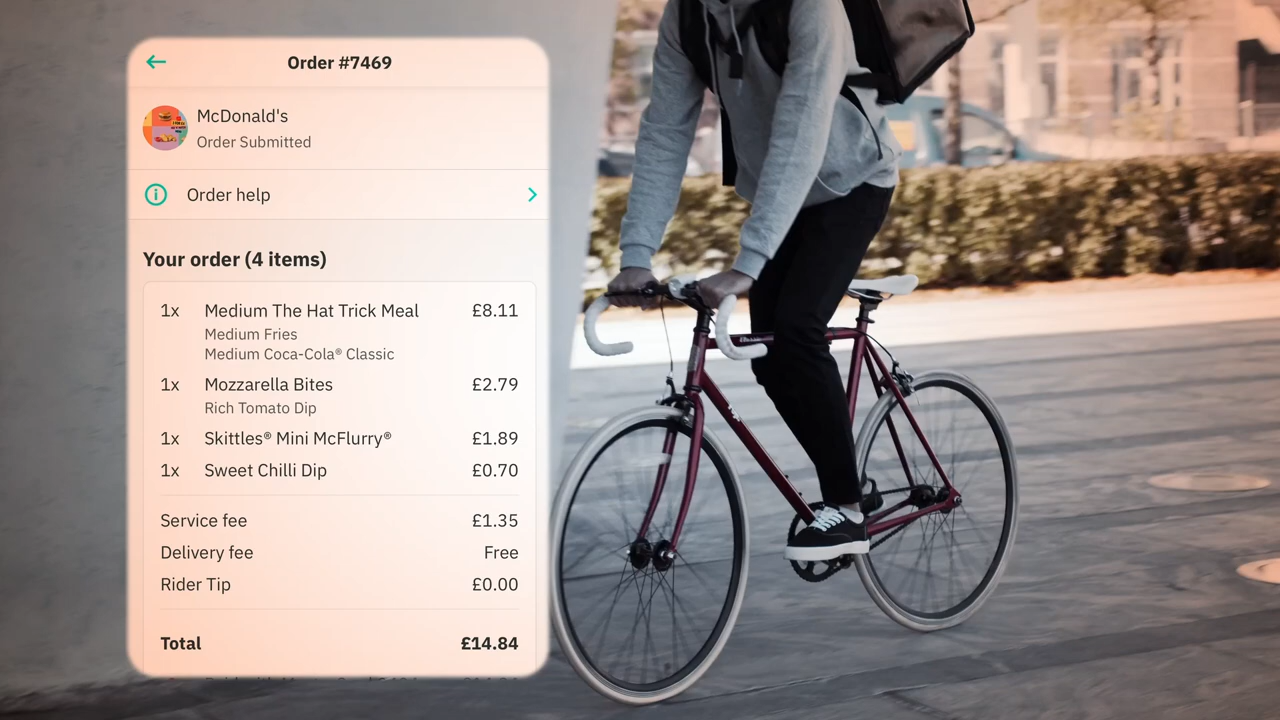 Order #7469
McDonald's
Order Submitted
Order help
Your order (4 items)
1x Medium The Hat Trick Meal £8.11
Medium Fries
Medium Coca-Cola® Classic
1x Mozzarella Bites £2.79
Rich Tomato Dip
1x Skittles® Mini McFlurry® £1.89
1x Sweet Chilli Dip £0.70
Service fee £1.35
Delivery fee Free
Rider Tip £0.00
Total £14.84